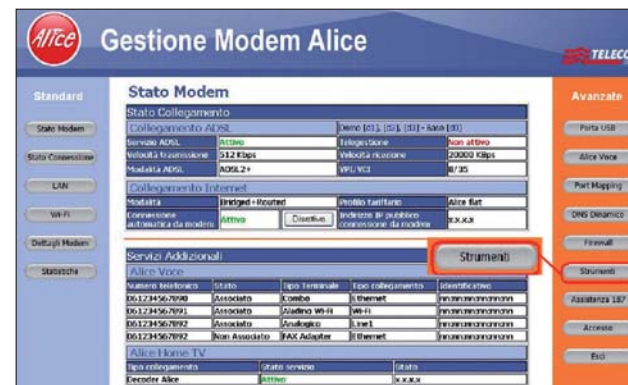 Alice
Gestione Modem Alice
TELECO
Standard
Stato Modem
Stato Connessione
LAN
Wi-Fi
Dettagli Modem
Statistiche
Stato Modem
Stato Collegamento
Collegamento ADSL Demo [d1], [d2], [d3] - Base [d0]
Servizio ADSL Attivo Telegestione Non attivo
Velocità trasmissione 512 Kbps Velocità ricezione 20000 Kbps
Modalità ADSL ADSL2+ VPI/VCI 8/35
Collegamento Internet
Modalità Bridged+Routed Profilo tariffario Alice flat
Connessione automatica da modem Attivo Disattiva Indirizzo IP pubblico connessione da modem x.x.x.x
Servizi Addizionali
Strumenti
Alice Voce
Numero telefonico Stato Tipo Terminale Tipo collegamento Identificativo
061234567890 Associato Combo Ethernet
061234567891 Associato Aladino Wi-Fi Wi-Fi
061234567892 Associato Analogico Line1
061234567892 Non Associato FAX Adapter Ethernet
Alice Home TV
Tipo collegamento Stato servizio Stato
Decoder Alice Attivo x.x.x.x
Avanzate
Porta USB
Alice Voce
Port Mapping
DNS Dinamico
Firewall
Strumenti
Assistenza 187
Accesso
Esci